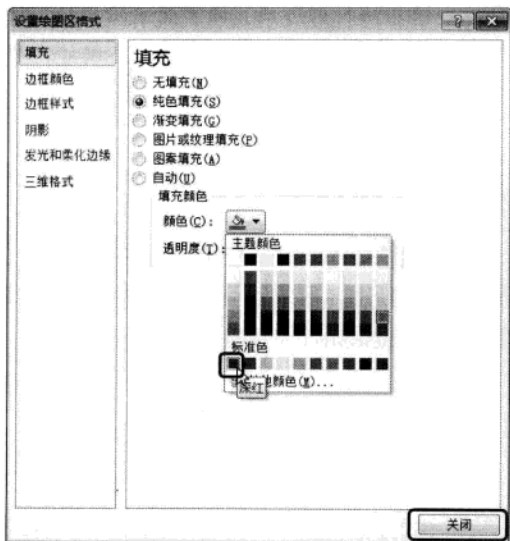 设置绘图区格式
填充
边框颜色
边框样式
阴影
发光和柔化边缘
三维格式
填充
无填充(N)
纯色填充(S)
渐变填充(G)
图片或纹理填充(P)
图案填充(A)
自动(U)
填充颜色
颜色(C):
透明度(T):
主题颜色
标准色
他颜色(M)...
深红
关闭